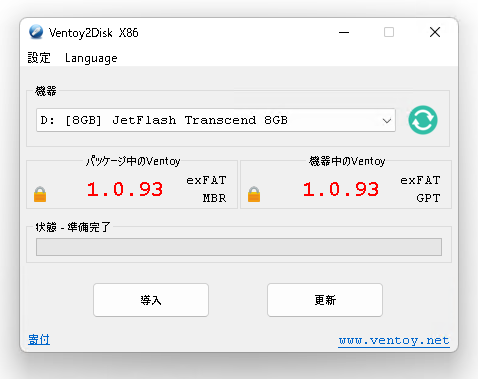 Ventoy2Disk X86
設定 Language
機器
D: [8GB] JetFlash Transcend 8GB
パッケージ中のVentoy
1.0.93
exFAT
MBR
機器中のVentoy
1.0.93
exFAT
GPT
状態 - 準備完了
導入
更新
寄付
www.ventoy.net